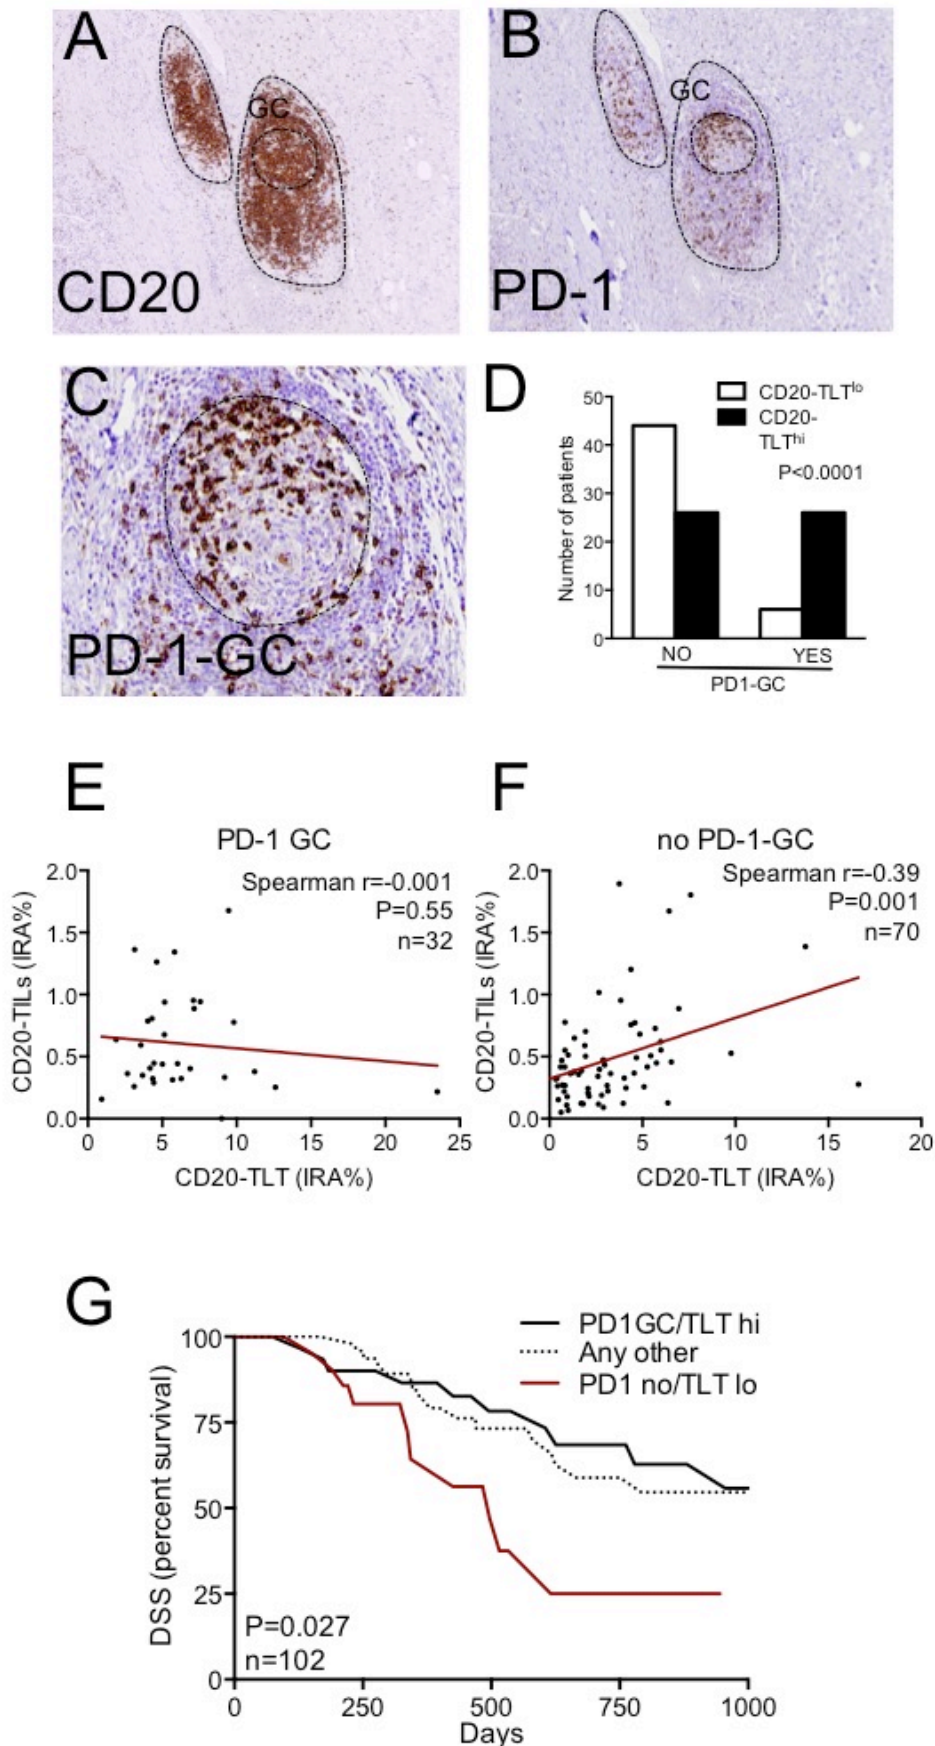 A
GC
CD20
B
GC
PD-1
C
PD-1-GC
D
CD20-TLTlo
CD20-
TLThi
P<0.0001
Number of patients
50
40
30
20
10
0
NO YES
PD1-GC
E
PD-1 GC
Spearman r=-0.001
P=0.55
n=32
CD20-TILs (IRA%)
2.0
1.5
1.0
0.5
0.0
0 5 10 15 20 25
CD20-TLT (IRA%)
F
no PD-1-GC
Spearman r=-0.39
P=0.001
n=70
CD20-TILs (IRA%)
2.0
1.5
1.0
0.5
0.0
0 5 10 15 20
CD20-TLT (IRA%)
G
PD1GC/TLT hi
Any other
PD1 no/TLT lo
DSS (percent survival)
100
75
50
25
0
P=0.027
n=102
0 250 500 750 1000
Days